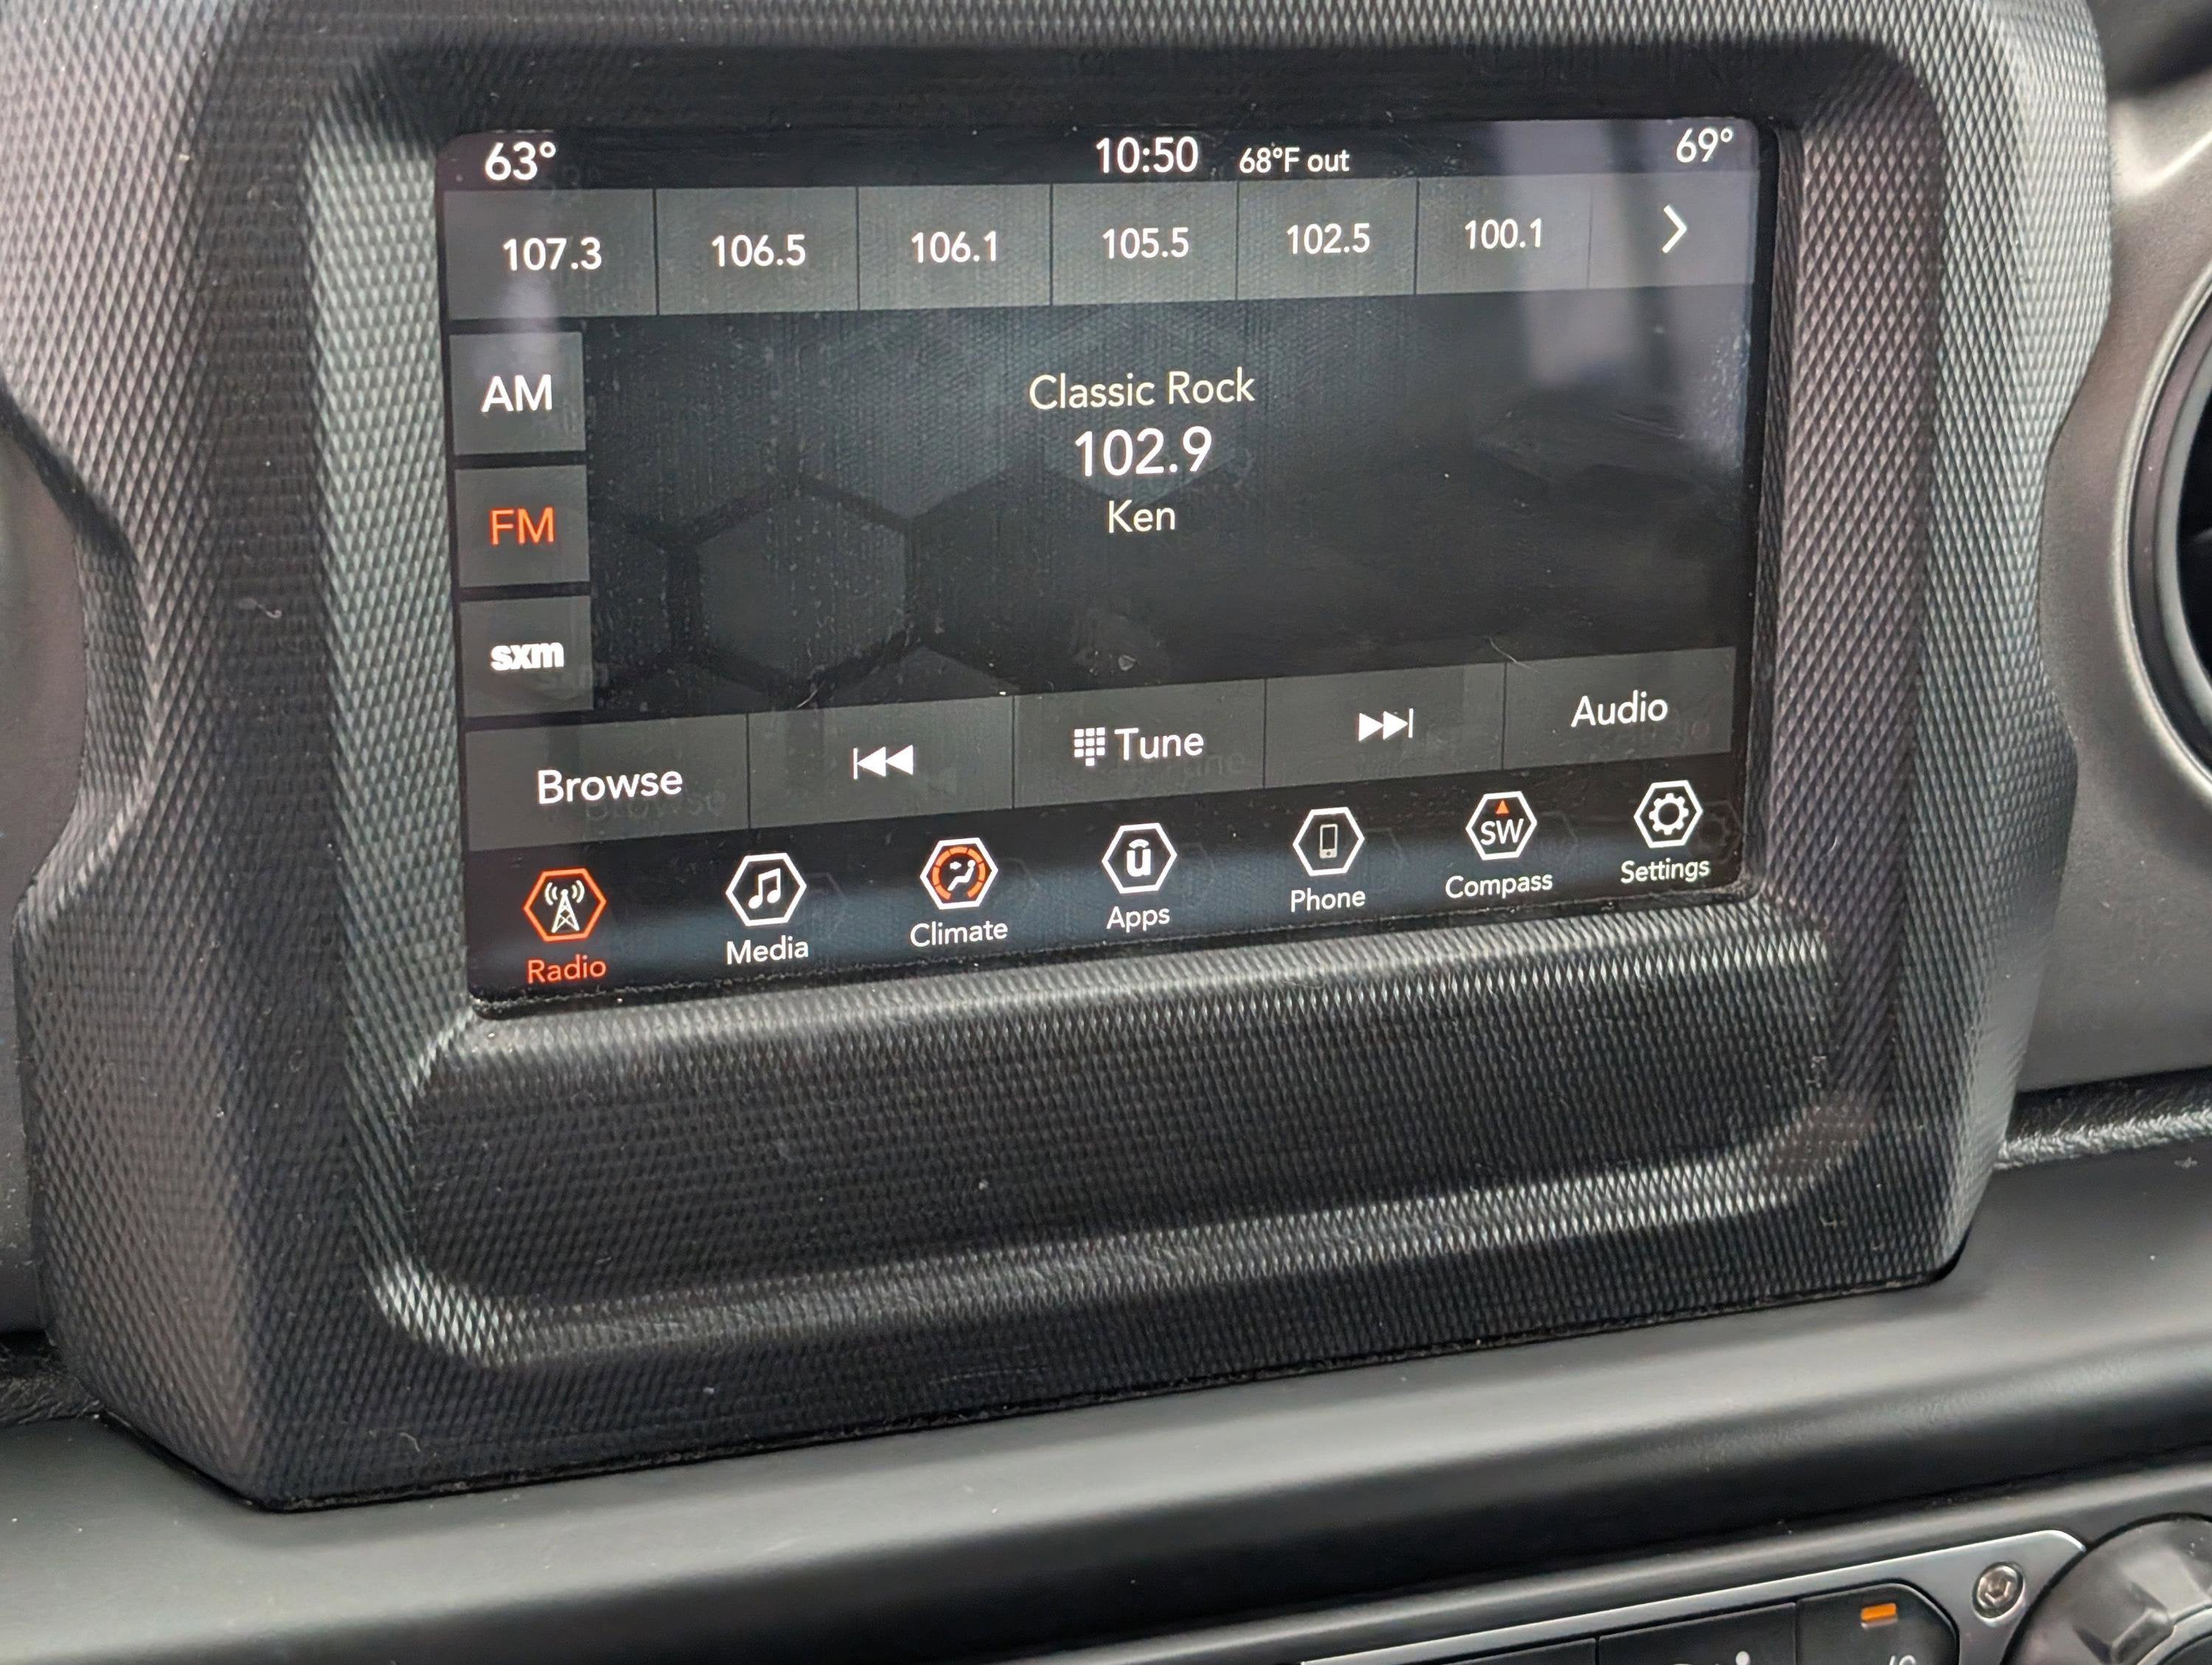 63° 10:50 68°F out 69°
107.3 106.5 106.1 105.5 102.5 100.1
AM
Classic Rock
102.9
FM
Ken
sxm
Browse Tune Audio
SW
Radio Media Climate Apps Phone Compass Settings